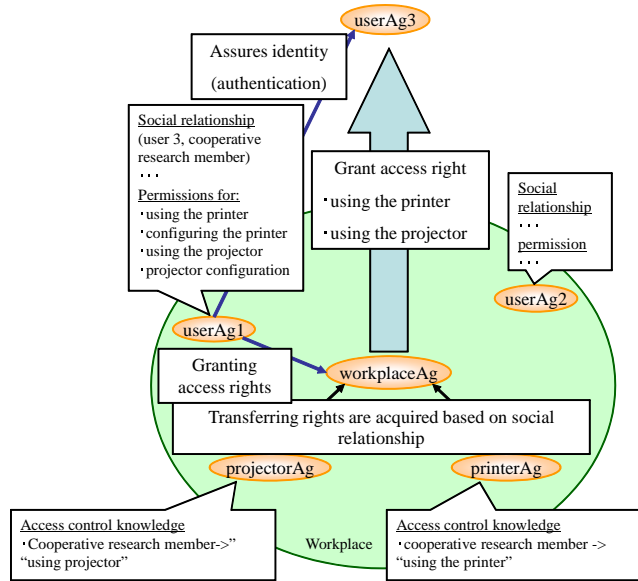 userAg3
Assures identity
(authentication)
Social relationship
(user 3, cooperative
research member)
・・・
Permissions for:
・using the printer
・configuring the printer
・using the projector
・projector configuration
Grant access right
・using the printer
・using the projector
Social
relationship
・・・
permission
・・・
userAg2
userAg1
Granting
access rights
workplaceAg
Transferring rights are acquired based on social
relationship
projectorAg
printerAg
Access control knowledge
・Cooperative research member->”
“using projector”
Workplace
Access control knowledge
・cooperative research member ->
“using the printer”